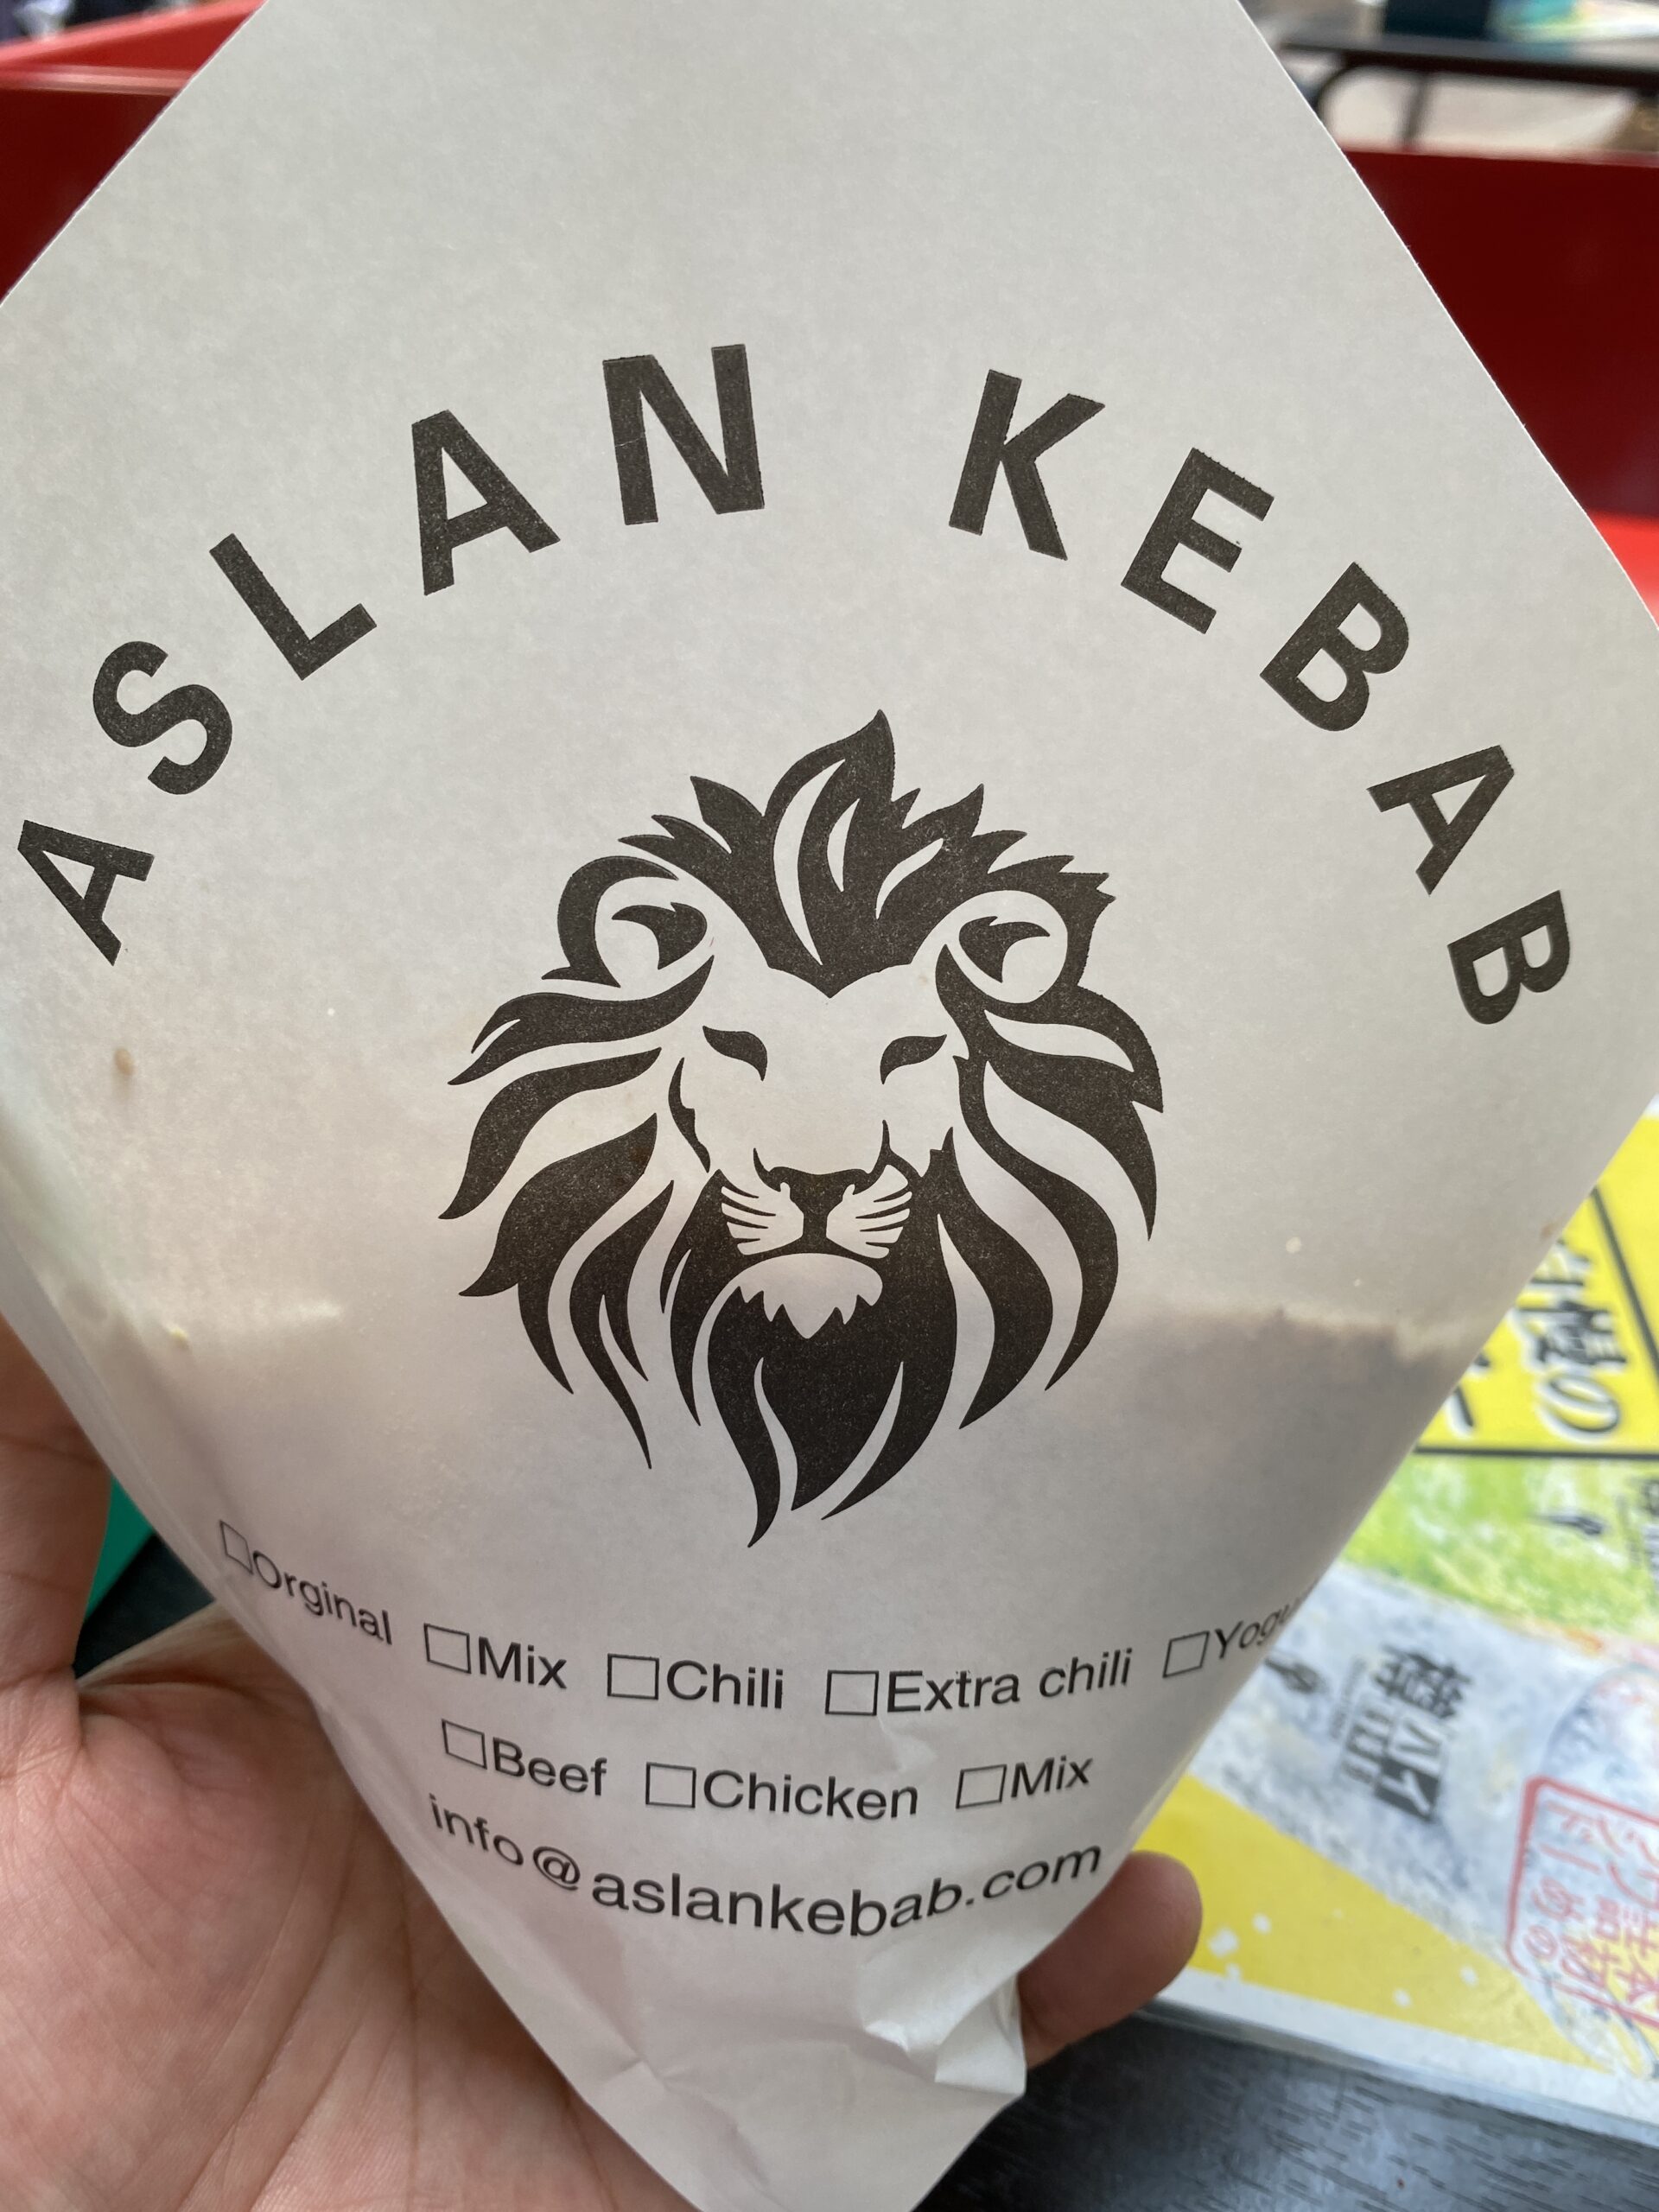 ASLAN KEBAB
□Orginal □Mix □Chili □Extra chili
□Beef □Chicken □Mix
info@aslankebab.com